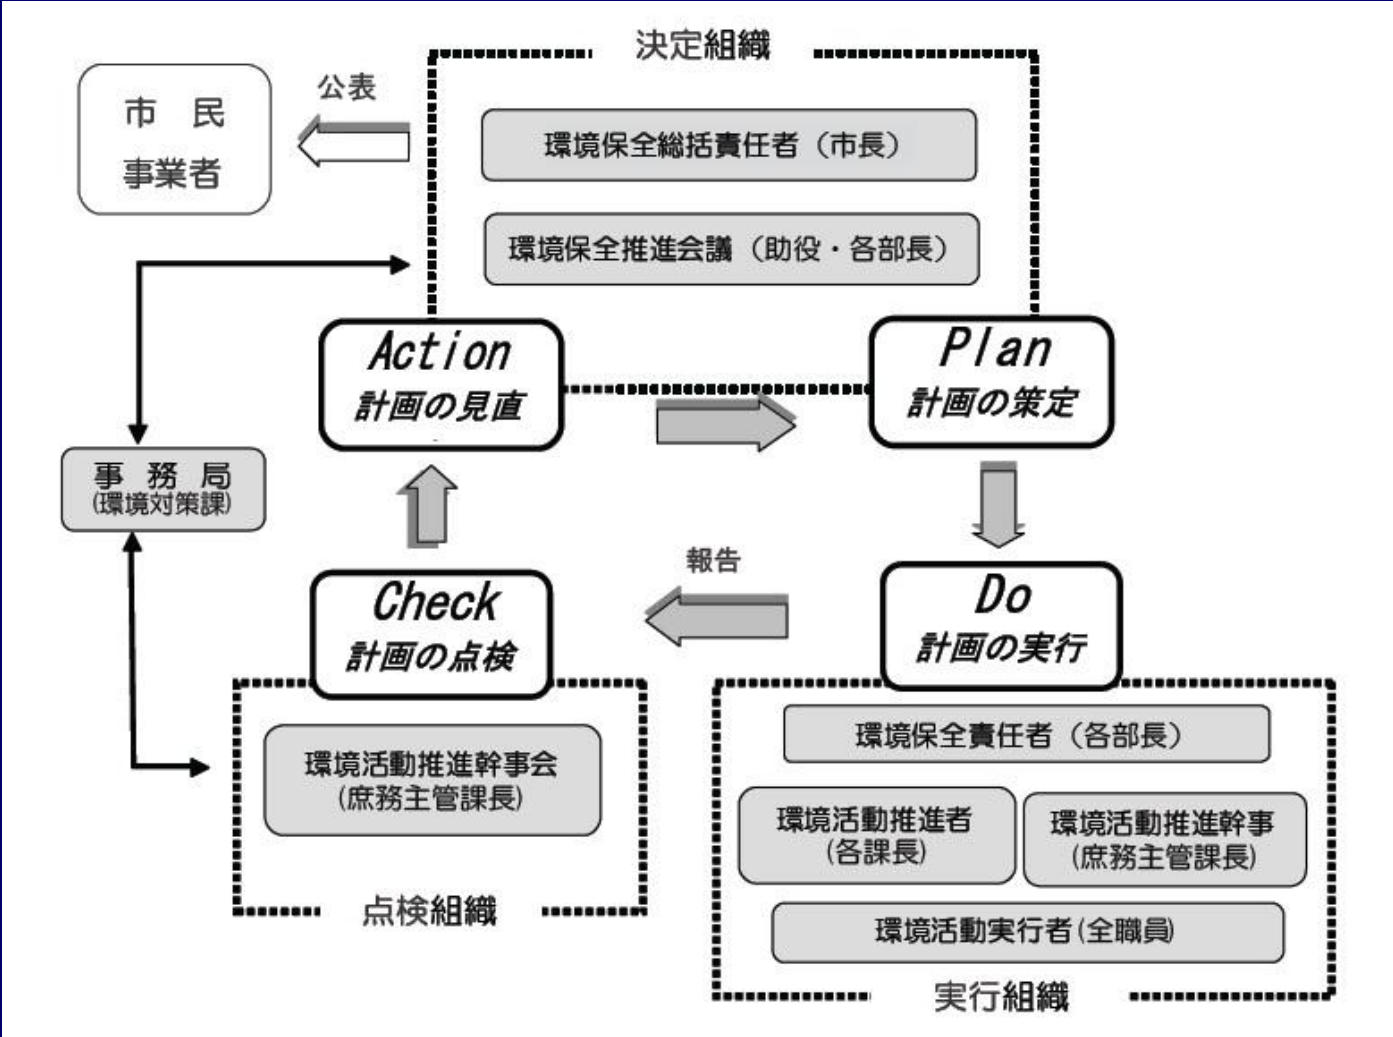 決定組織
公表
市　民
事業者
環境保全総括責任者（市長）
環境保全推進会議（助役・各部長）
Action
計画の見直
Plan
計画の策定
事　務　局
(環境対策課)
報告
Check
計画の点検
Do
計画の実行
環境活動推進幹事会
(庶務主管課長)
点検組織
環境保全責任者（各部長）
環境活動推進者
(各課長)
環境活動推進幹事
(庶務主管課長)
環境活動実行者(全職員)
実行組織